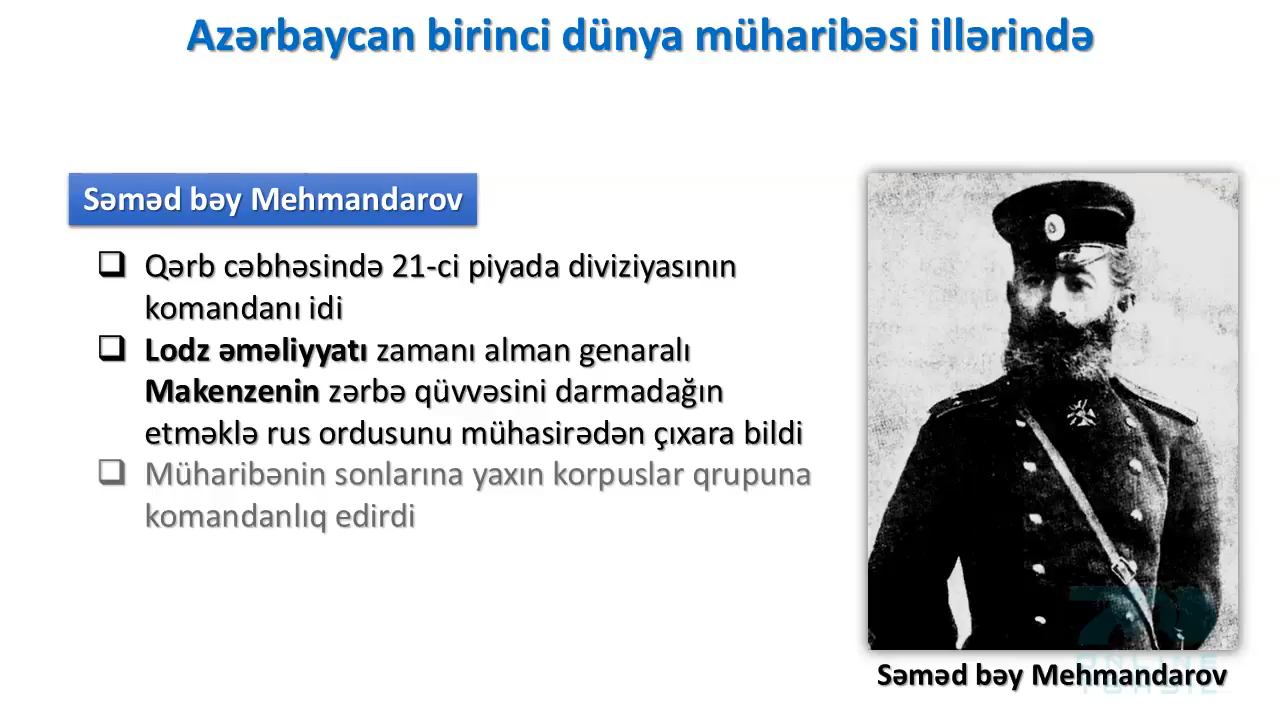 Azərbaycan birinci dünya müharibəsi illərində
Səməd bəy Mehmandarov
Qərb cəbhəsində 21-ci piyada diviziyasının
komandanı idi
Lodz əməliyyatı zamanı alman genaralı
Makenzenin zərbə qüvvəsini darmadağın
etməklə rus ordusunu mühasirədən çıxara bildi
Müharibənin sonlarına yaxın korpuslar qrupuna
komandanlıq edirdi
Səməd bəy Mehmandarov